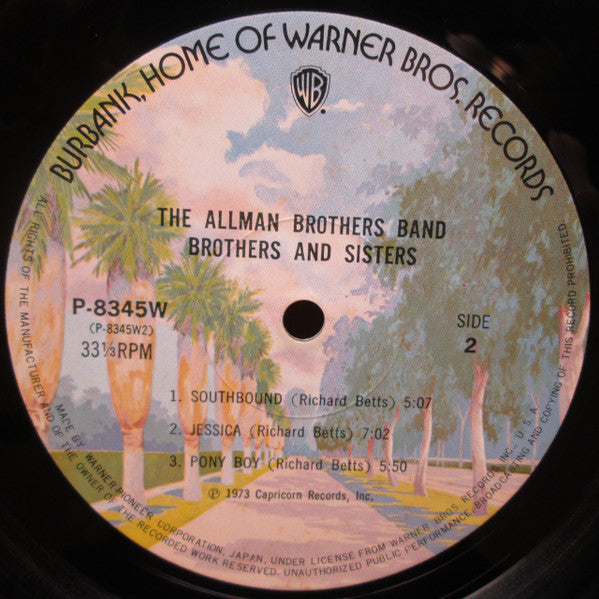 BURBANK, HOME OF WARNER BROS. RECORDS
WB
THE ALLMAN BROTHERS BAND
BROTHERS AND SISTERS
P-8345W
(P-8345W2)
33⅓RPM
SIDE
2
1. SOUTHBOUND (Richard Betts) 5:07
2. JESSICA (Richard Betts) 7:02
3. PONY BOY (Richard Betts) 5:50
℗ 1973 Capricorn Records, Inc.
MADE BY WARNER-PIONEER CORPORATION, JAPAN, UNDER LICENSE FROM WARNER BROS. RECORDS INC., U.S.A.
ALL RIGHTS OF THE MANUFACTURER AND OF THE OWNER OF THE RECORDED WORK RESERVED. UNAUTHORIZED PUBLIC PERFORMANCE, BROADCASTING AND COPYING OF THIS RECORD PROHIBITED.